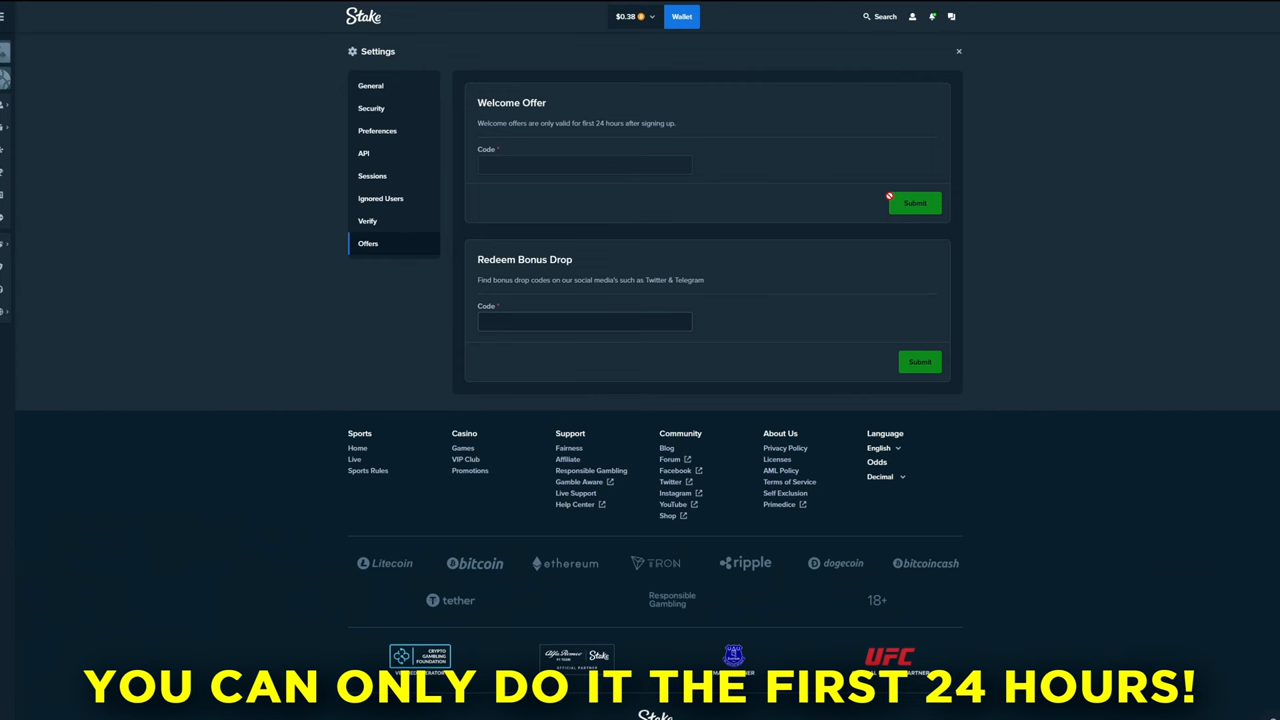 Stake
$0.38
Wallet
Search
Settings
General
Security
Preferences
API
Sessions
Ignored Users
Verify
Offers
Welcome Offer
Welcome offers are only valid for first 24 hours after signing up.
Code *
Submit
Redeem Bonus Drop
Find bonus drop codes on our social media's such as Twitter & Telegram
Code *
Submit
Sports
Home
Live
Sports Rules
Casino
Games
VIP Club
Promotions
Support
Fairness
Affiliate
Responsible Gambling
Gamble Aware
Live Support
Help Center
Community
Blog
Forum
Facebook
Twitter
Instagram
YouTube
Shop
About Us
Privacy Policy
Licenses
AML Policy
Terms of Service
Self Exclusion
Primedice
Language
English
Odds
Decimal
Litecoin
bitcoin
ethereum
TRON
ripple
dogecoin
bitcoincash
tether
Responsible
Gambling
18+
CRYPTO
GAMBLING
FOUNDATION
Alfa Romeo
Stake
UFC
YOU CAN ONLY DO IT THE FIRST 24 HOURS!
Stake